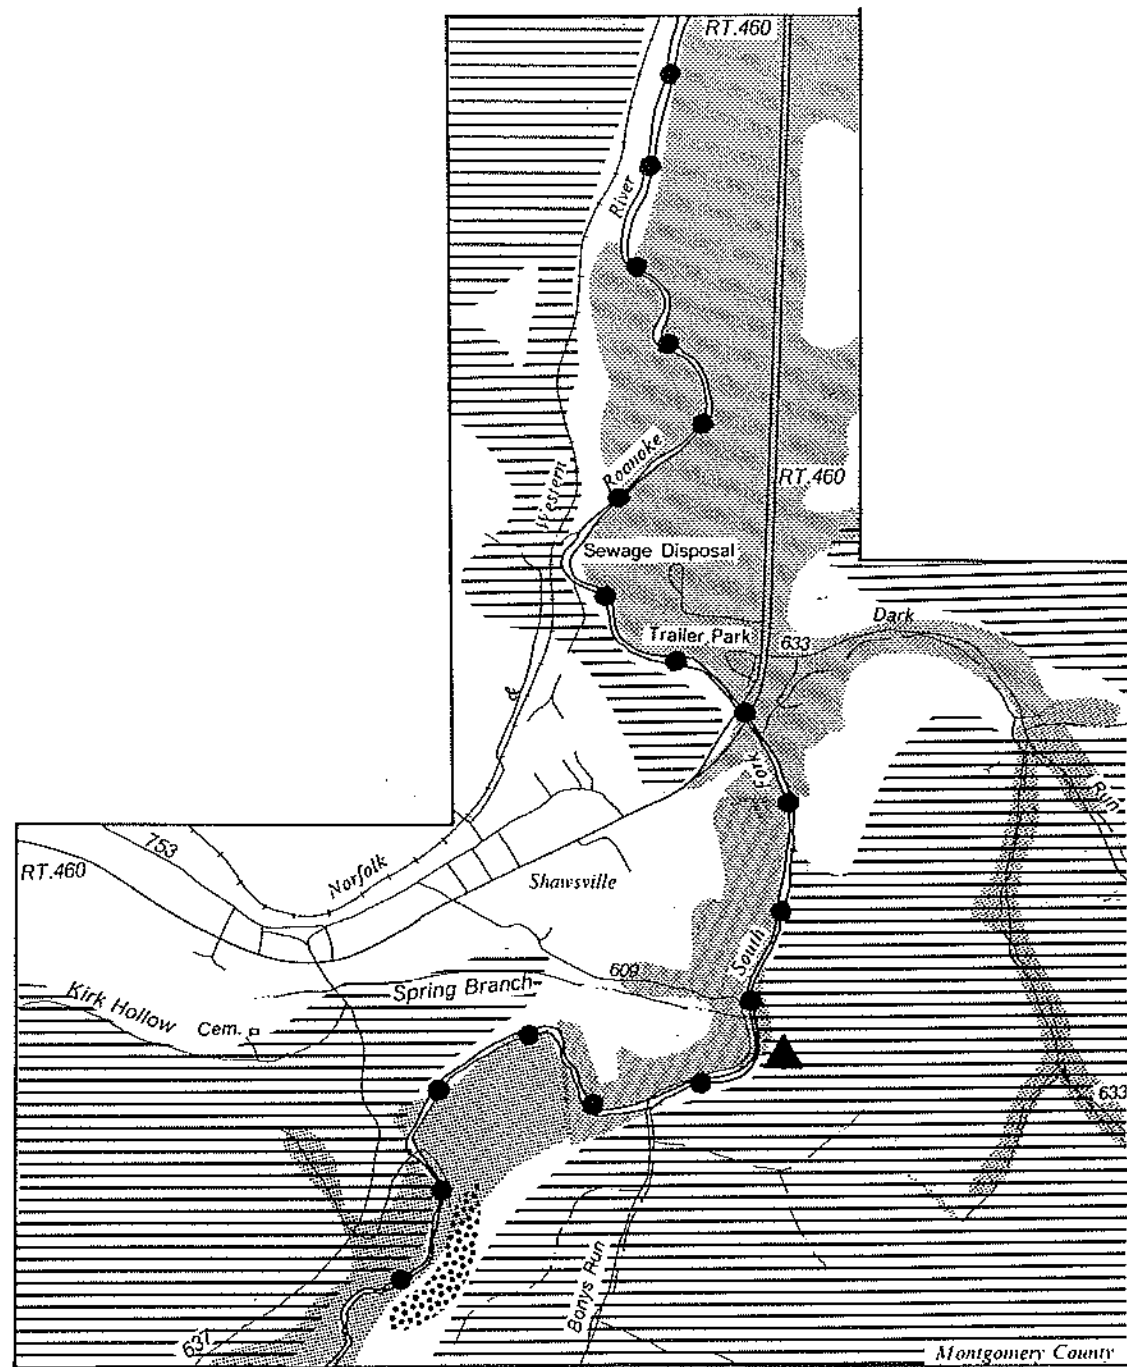 RT.460
River
Western
Roanoke
RT.460
Sewage Disposal
Dark
Trailer Park
633
&
Fork
Run
753
RT.460
Norfolk
Shawsville
South
609
Spring Branch
Kirk Hollow
Cem.
633
Bonys Run
637
Montgomery County